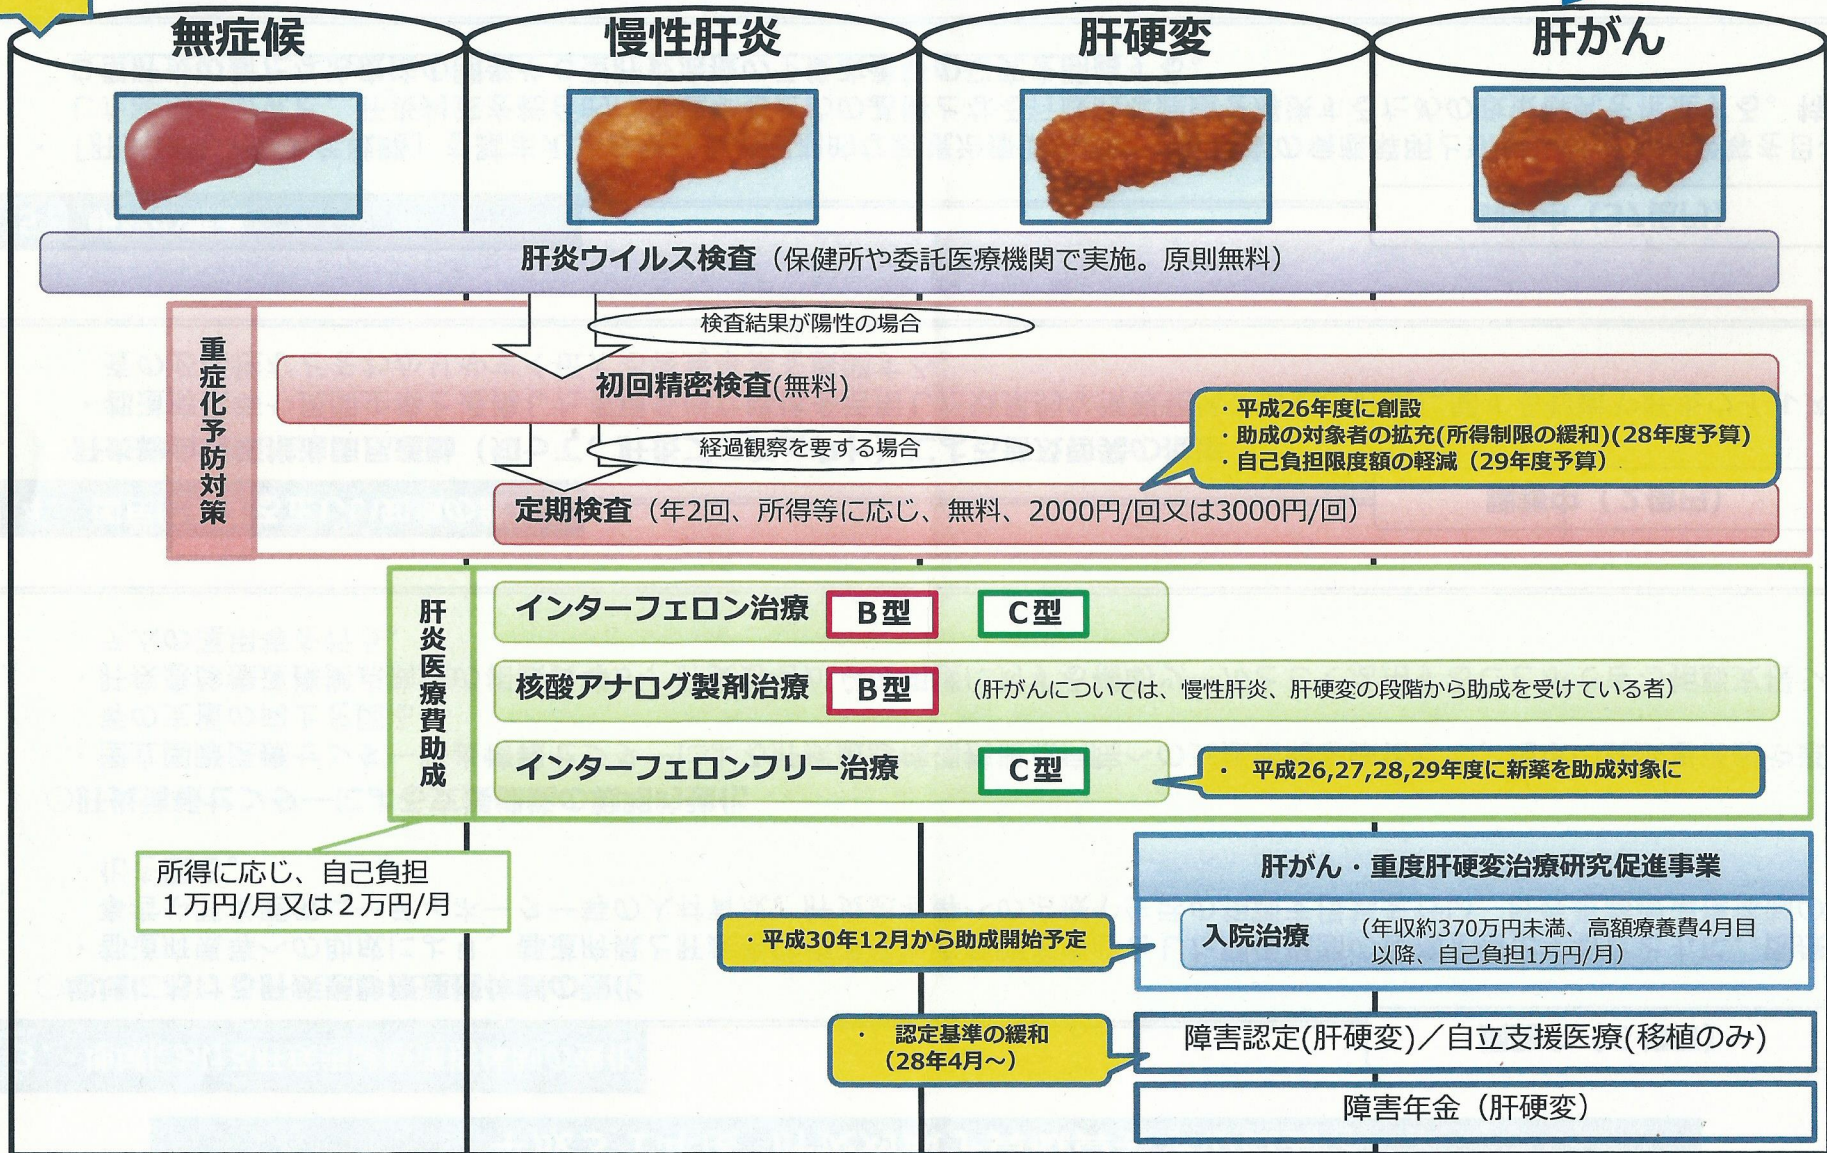 無症候
慢性肝炎
肝硬変
肝がん
肝炎ウイルス検査（保健所や委託医療機関で実施。原則無料）
検査結果が陽性の場合
重症化予防対策
初回精密検査(無料)
経過観察を要する場合
・平成26年度に創設
・助成の対象者の拡充(所得制限の緩和)(28年度予算)
・自己負担限度額の軽減（29年度予算）
定期検査（年2回、所得等に応じ、無料、2000円/回又は3000円/回）
肝炎医療費助成
インターフェロン治療 B型 C型
核酸アナログ製剤治療 B型 （肝がんについては、慢性肝炎、肝硬変の段階から助成を受けている者）
インターフェロンフリー治療 C型
・ 平成26,27,28,29年度に新薬を助成対象に
所得に応じ、自己負担
１万円/月又は２万円/月
肝がん・重度肝硬変治療研究促進事業
・平成30年12月から助成開始予定
入院治療 （年収約370万円未満、高額療養費4月目
以降、自己負担1万円/月）
・ 認定基準の緩和
（28年4月～）
障害認定(肝硬変)／自立支援医療(移植のみ)
障害年金（肝硬変）